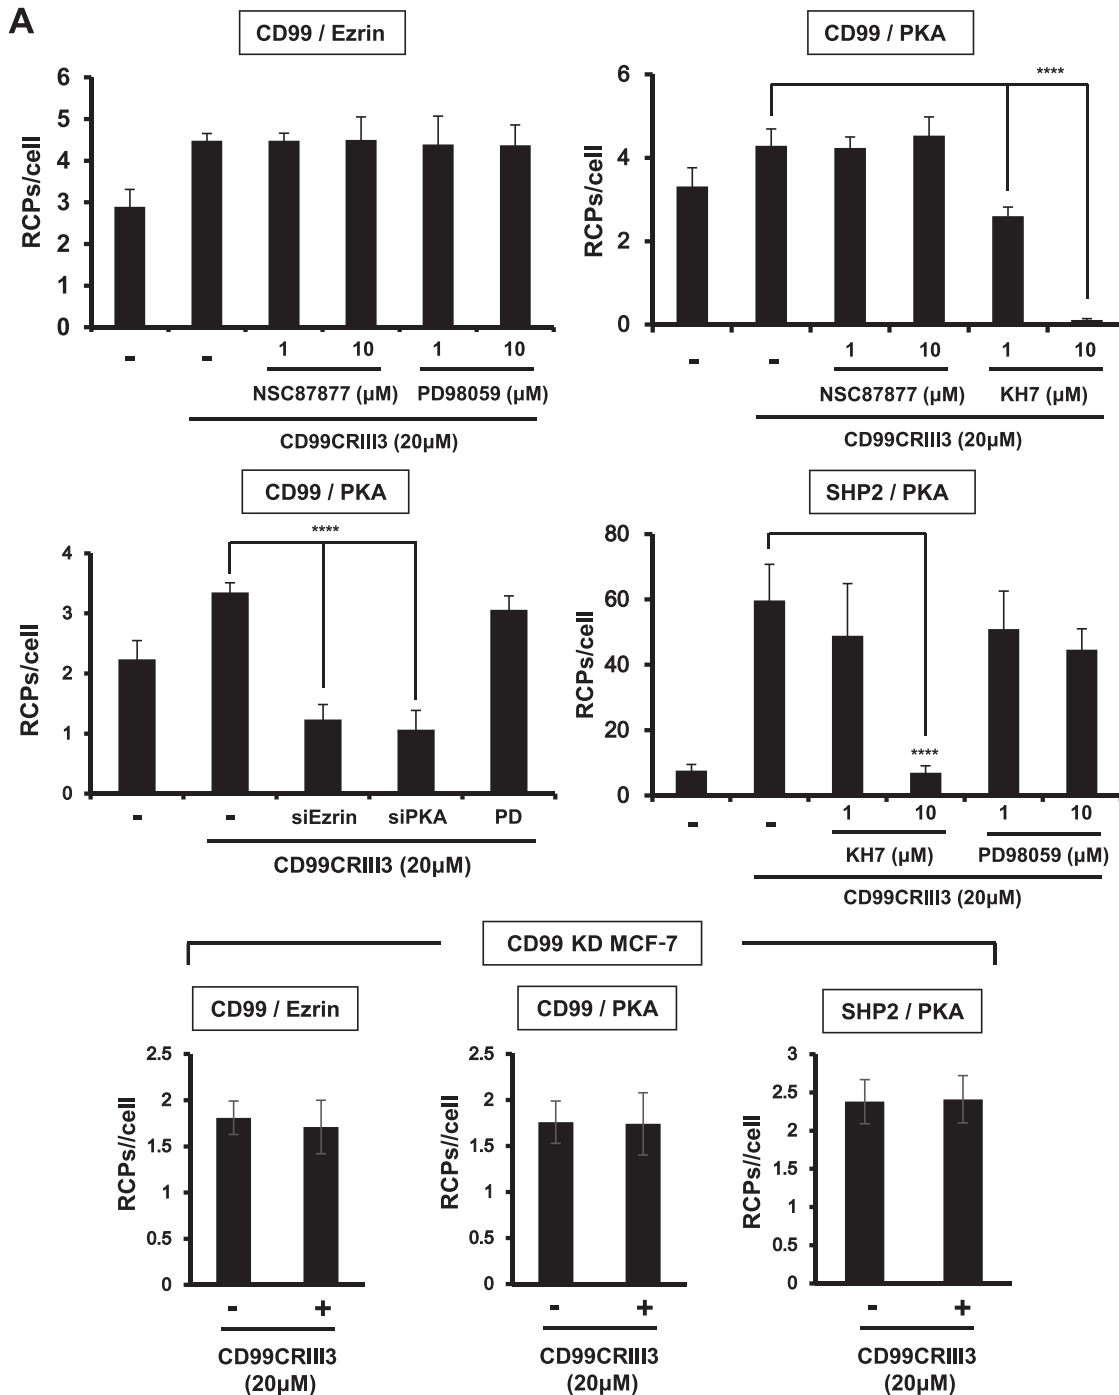 A
CD99 / Ezrin
RCPs/cell
6
5
4
3
2
1
0
- - 1 10 1 10
NSC87877 (μM) PD98059 (μM)
CD99CRIII3 (20μM)
CD99 / PKA
****
RCPs/cell
6
4
2
0
- - 1 10 1 10
NSC87877 (μM) KH7 (μM)
CD99CRIII3 (20μM)
CD99 / PKA
****
RCPs/cell
4
3
2
1
0
- - siEzrin siPKA PD
CD99CRIII3 (20μM)
SHP2 / PKA
RCPs/cell
80
60
40
20
0
****
- - 1 10 1 10
KH7 (μM) PD98059 (μM)
CD99CRIII3 (20μM)
CD99 KD MCF-7
CD99 / Ezrin
RCPs//cell
2.5
2
1.5
1
0.5
0
- +
CD99CRIII3
(20μM)
CD99 / PKA
RCPs//cell
2.5
2
1.5
1
0.5
0
- +
CD99CRIII3
(20μM)
SHP2 / PKA
RCPs//cell
3
2.5
2
1.5
1
0.5
0
- +
CD99CRIII3
(20μM)